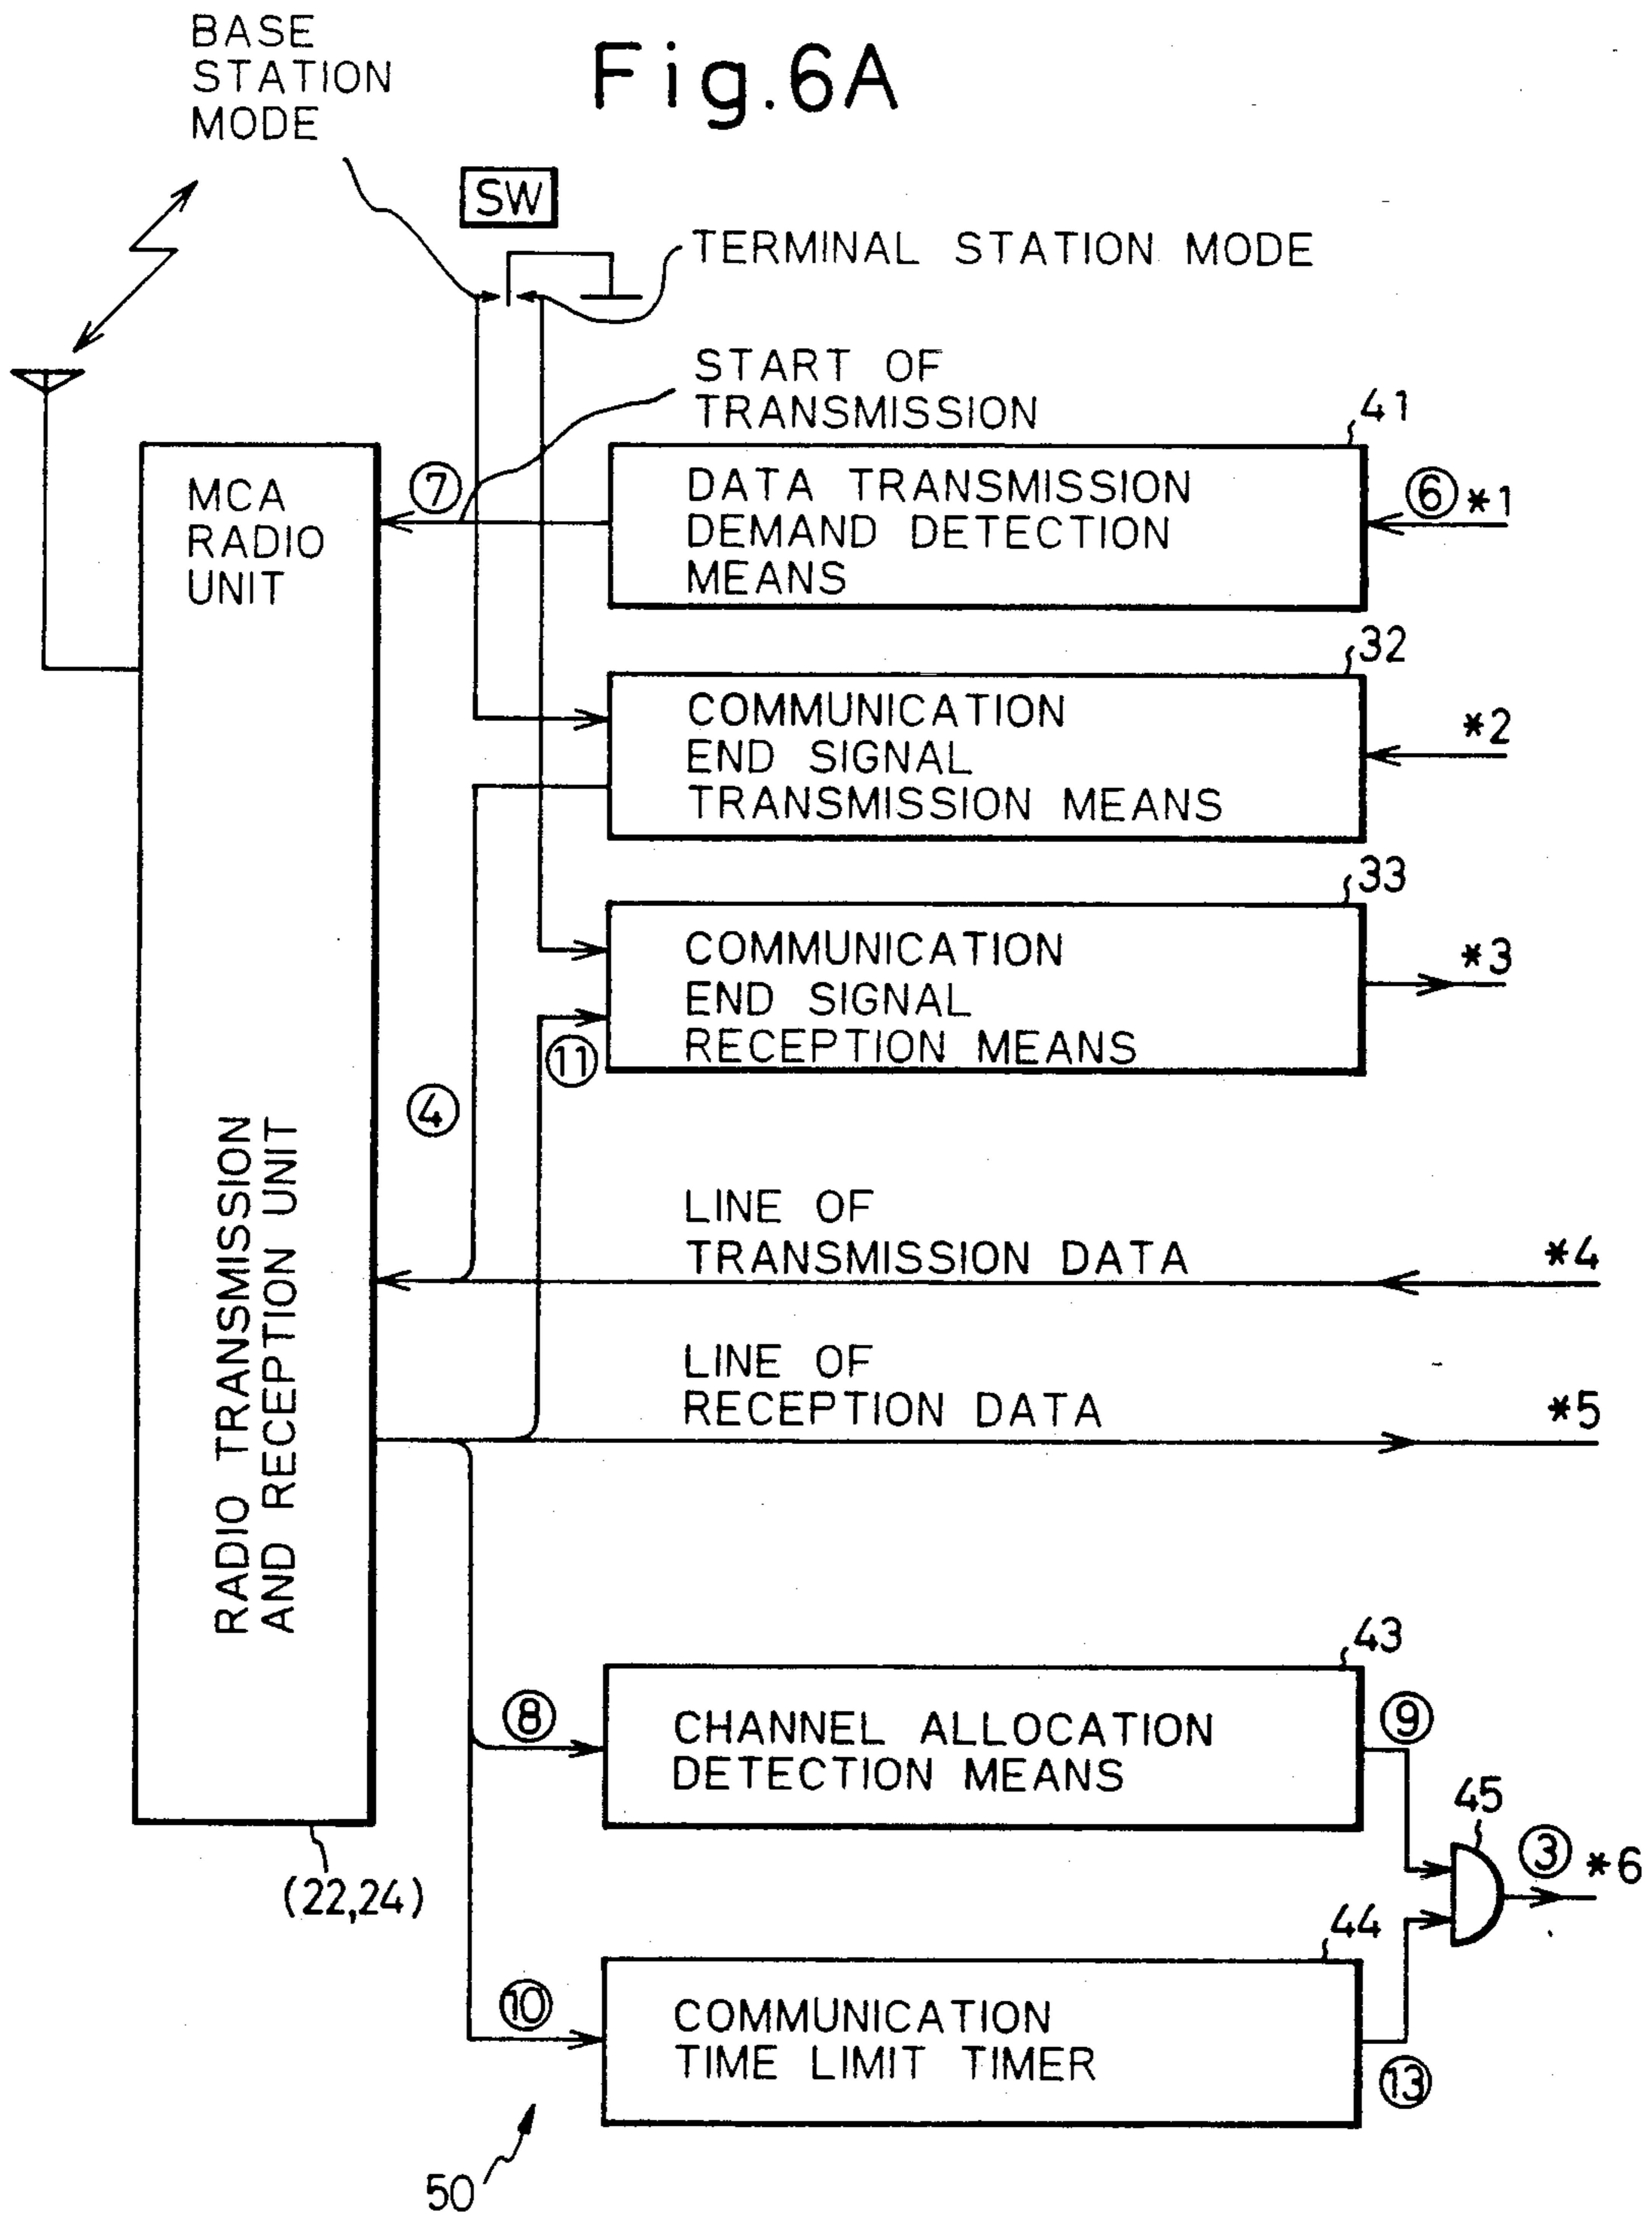 BASE
STATION
MODE
Fig.6A
SW
TERMINAL STATION MODE
START OF
TRANSMISSION
41
MCA
RADIO
UNIT
⑦
DATA TRANSMISSION
DEMAND DETECTION
MEANS
⑥ *1
32
COMMUNICATION
END SIGNAL
TRANSMISSION MEANS
*2
33
COMMUNICATION
END SIGNAL
RECEPTION MEANS
*3
⑪
④
RADIO TRANSMISSION
AND RECEPTION UNIT
LINE OF
TRANSMISSION DATA
*4
LINE OF
RECEPTION DATA
*5
43
⑧
CHANNEL ALLOCATION
DETECTION MEANS
⑨
45
③ *6
(22,24)
44
⑩
COMMUNICATION
TIME LIMIT TIMER
⑬
50